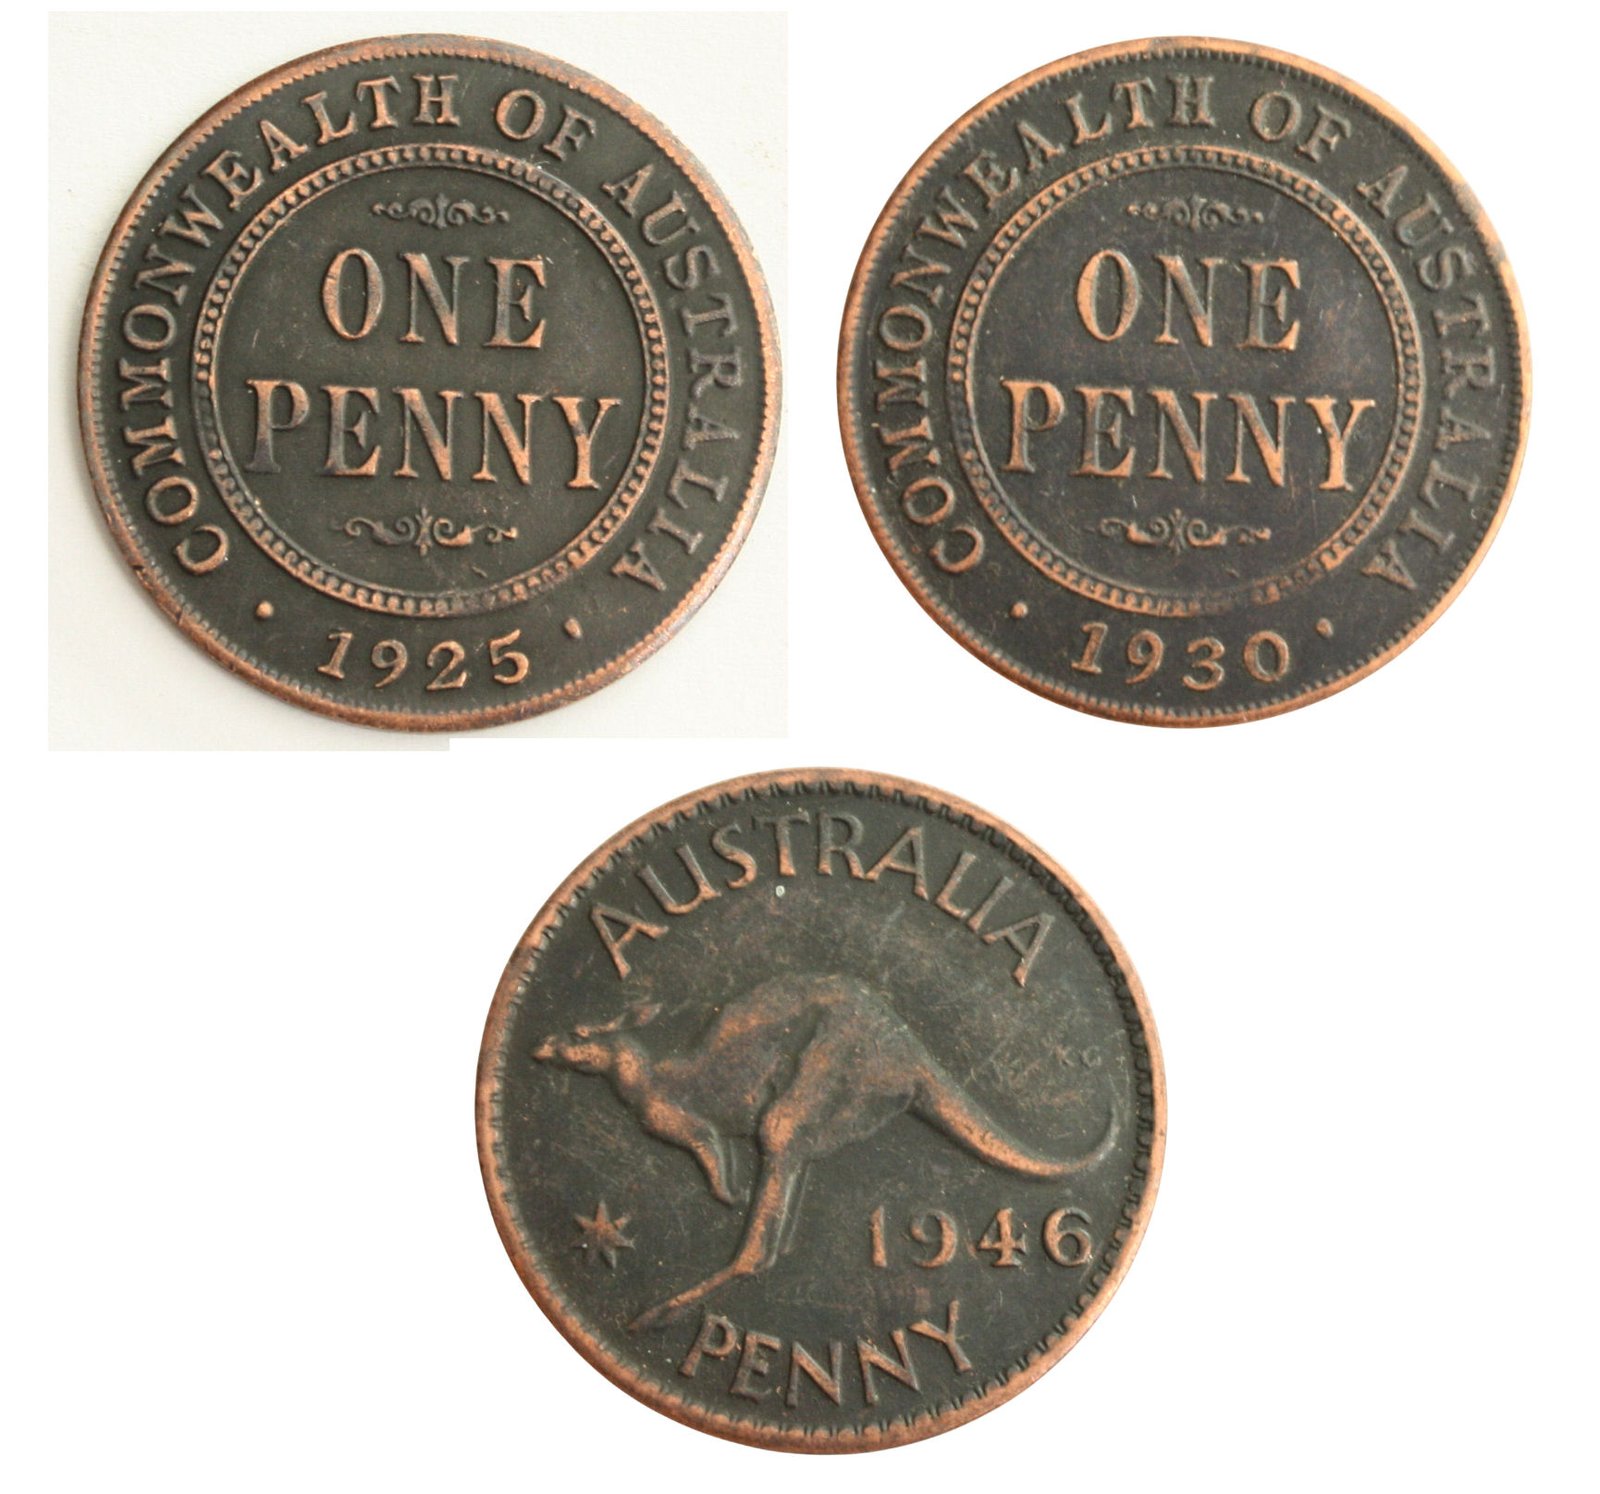 COMMONWEALTH OF AUSTRALIA
ONE
PENNY
1925
COMMONWEALTH OF AUSTRALIA
ONE
PENNY
1930
AUSTRALIA
KG
1946
PENNY